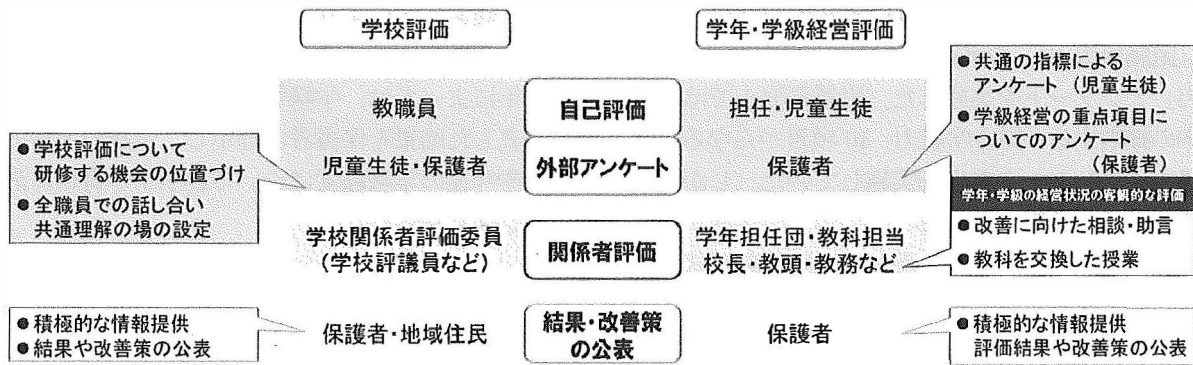 学校評価
学年・学級経営評価
教職員
自己評価
担任・児童生徒
児童生徒・保護者
外部アンケート
保護者
学校関係者評価委員
(学校評議員など)
関係者評価
学年担任団・教科担当
校長・教頭・教務など
保護者・地域住民
結果・改善策
の公表
保護者
●学校評価について
研修する機会の位置づけ
●全職員での話し合い
共通理解の場の設定
●積極的な情報提供
●結果や改善策の公表
●共通の指標による
アンケート (児童生徒)
●学級経営の重点項目に
ついてのアンケート
(保護者)
学年・学級の経営状況の客観的な評価
●改善に向けた相談・助言
●教科を交換した授業
●積極的な情報提供
評価結果や改善策の公表